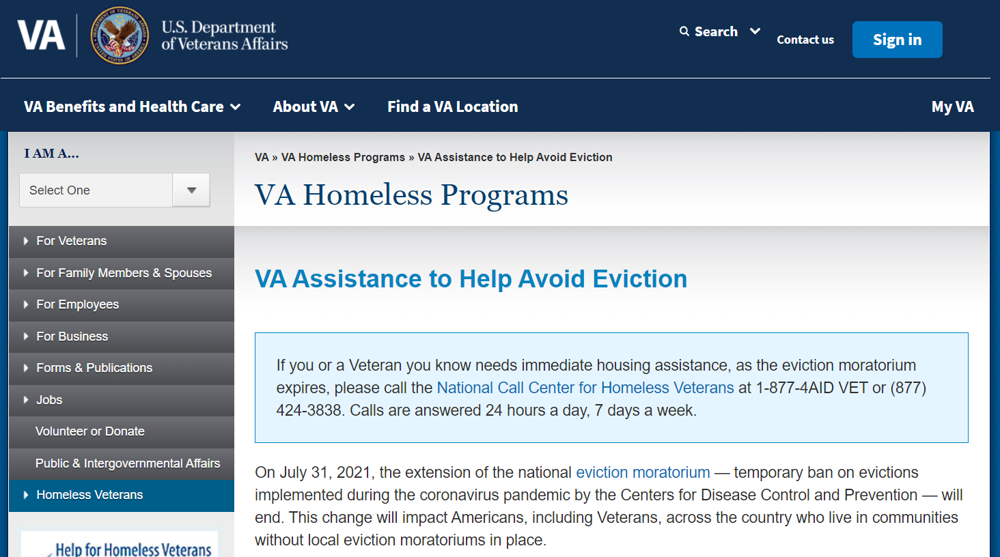 VA
U.S. Department
of Veterans Affairs
Search
Contact us
Sign in
VA Benefits and Health Care
About VA
Find a VA Location
My VA
I AM A...
Select One
For Veterans
For Family Members & Spouses
For Employees
For Business
Forms & Publications
Jobs
Volunteer or Donate
Public & Intergovernmental Affairs
Homeless Veterans
Help for Homeless Veterans
VA » VA Homeless Programs » VA Assistance to Help Avoid Eviction
VA Homeless Programs
VA Assistance to Help Avoid Eviction
If you or a Veteran you know needs immediate housing assistance, as the eviction moratorium
expires, please call the National Call Center for Homeless Veterans at 1-877-4AID VET or (877)
424-3838. Calls are answered 24 hours a day, 7 days a week.
On July 31, 2021, the extension of the national eviction moratorium — temporary ban on evictions
implemented during the coronavirus pandemic by the Centers for Disease Control and Prevention — will
end. This change will impact Americans, including Veterans, across the country who live in communities
without local eviction moratoriums in place.